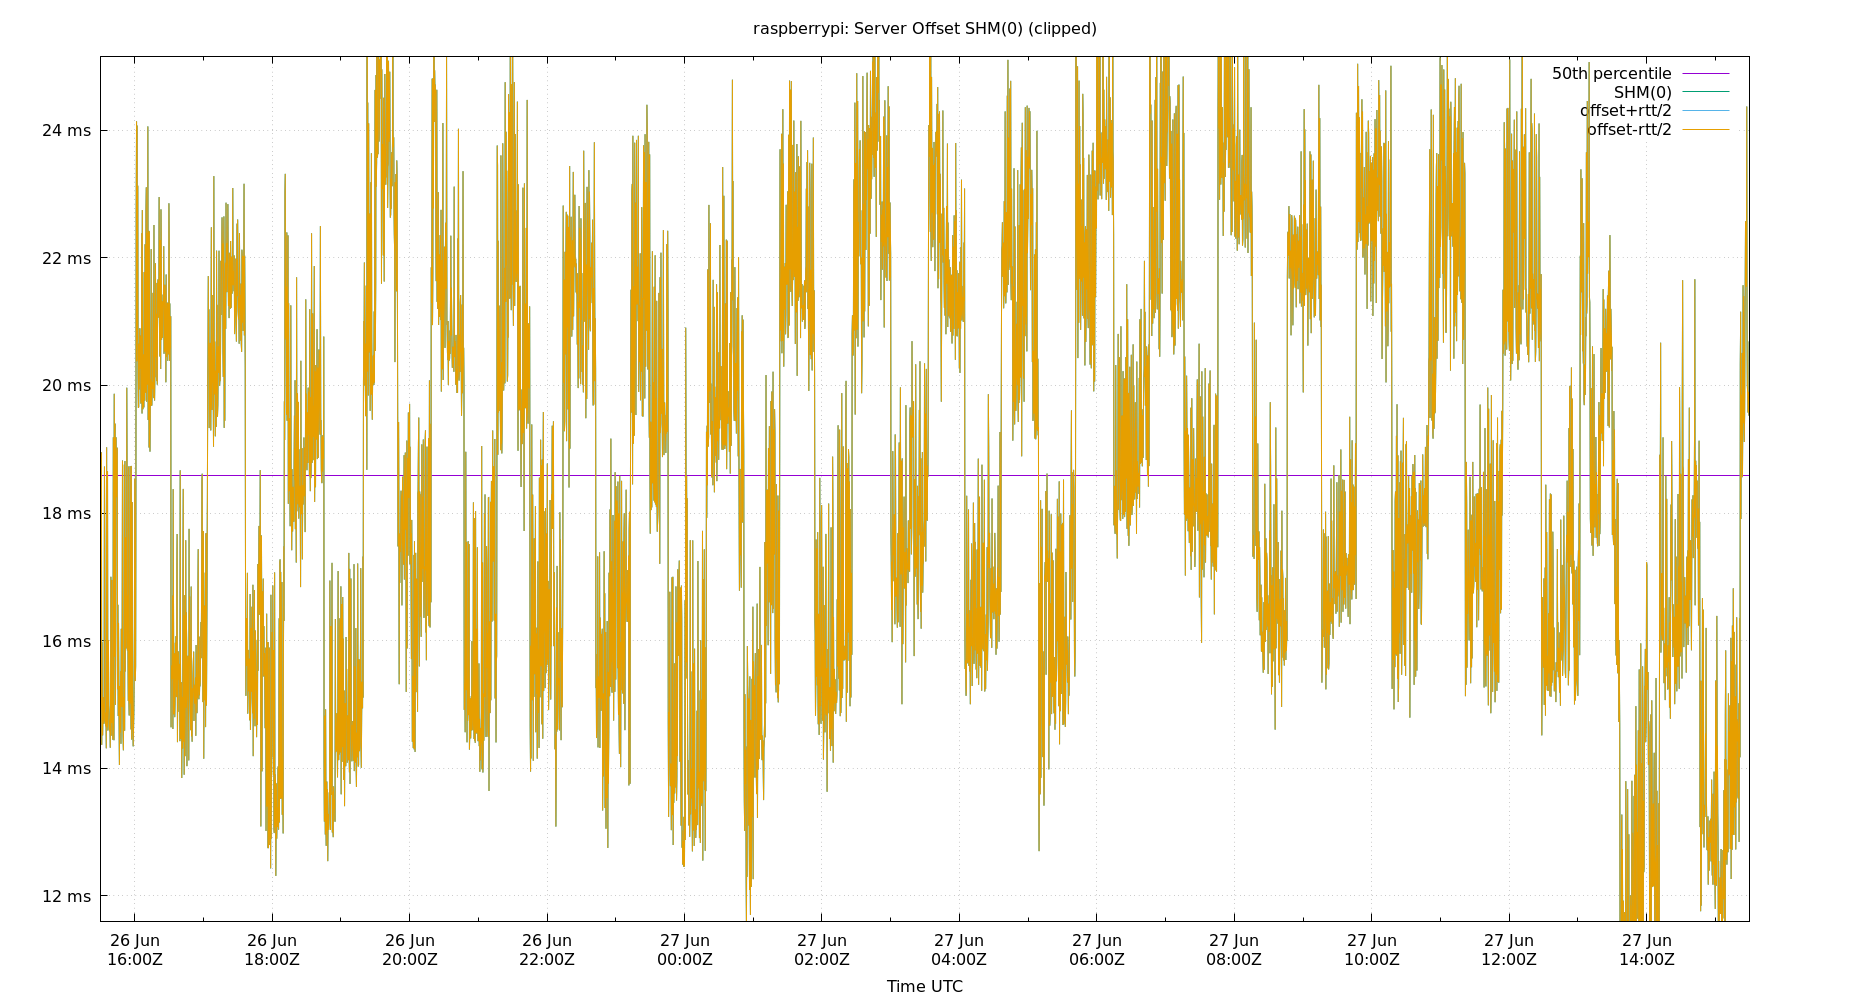 raspberrypi: Server Offset SHM(0) (clipped)
50th percentile
SHM(0)
offset+rtt/2
offset-rtt/2
24 ms
22 ms
20 ms
18 ms
16 ms
14 ms
12 ms
26 Jun 26 Jun 26 Jun 26 Jun 27 Jun 27 Jun 27 Jun 27 Jun 27 Jun 27 Jun 27 Jun 27 Jun
16:00Z 18:00Z 20:00Z 22:00Z 00:00Z 02:00Z 04:00Z 06:00Z 08:00Z 10:00Z 12:00Z 14:00Z
Time UTC